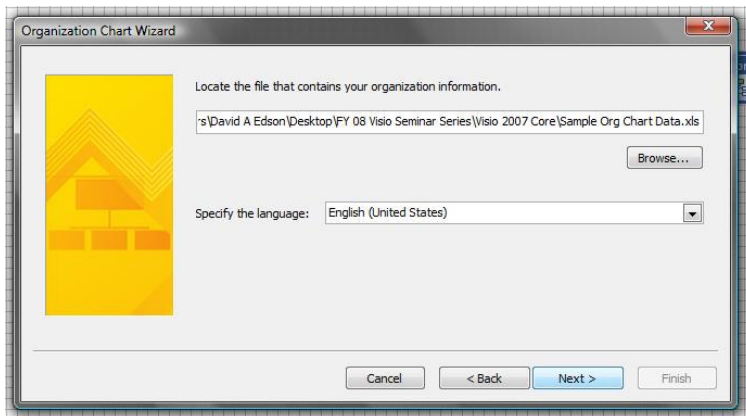 Organization Chart Wizard
Locate the file that contains your organization information.
rs\David A Edson\Desktop\FY 08 Visio Seminar Series\Visio 2007 Core\Sample Org Chart Data.xls
Browse...
Specify the language: English (United States)
Cancel < Back Next > Finish